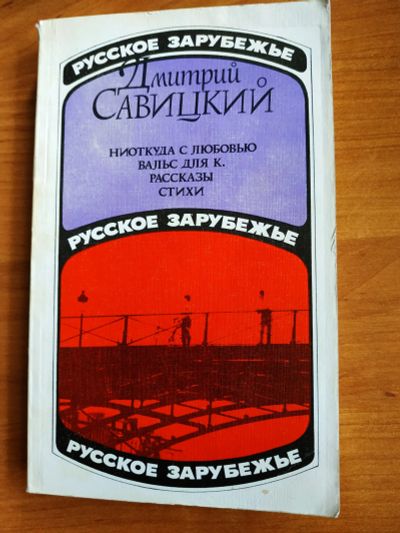 РУССКОЕ ЗАРУБЕЖЬЕ
Дмитрий
САВИЦКИЙ
НИОТКУДА С ЛЮБОВЬЮ
ВАЛЬС ДЛЯ К.
РАССКАЗЫ
СТИХИ
РУССКОЕ ЗАРУБЕЖЬЕ
РУССКОЕ ЗАРУБЕЖЬЕ